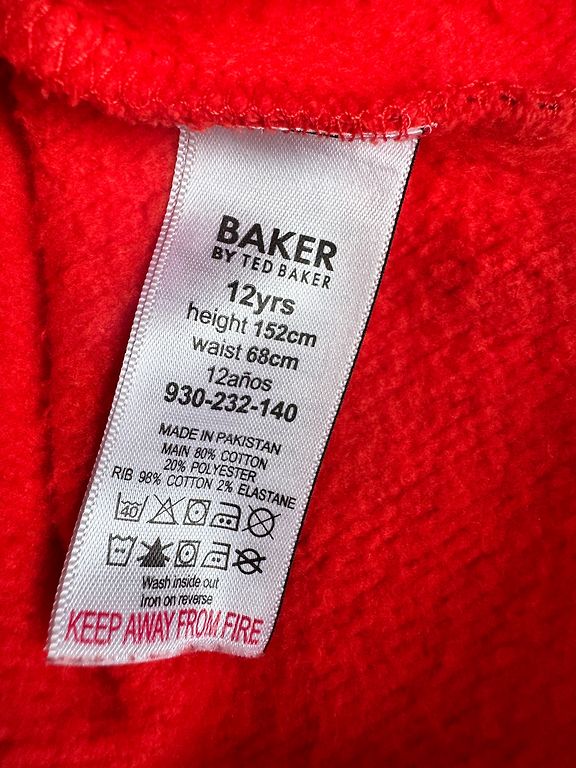 BAKER
BY TED BAKER
12yrs
height 152cm
waist 68cm
12años
930-232-140
MADE IN PAKISTAN
MAIN 80% COTTON
20% POLYESTER
RIB 98% COTTON 2% ELASTANE
40
Wash inside out
Iron on reverse
KEEP AWAY FROM FIRE